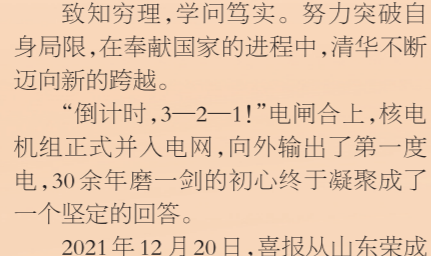 致知穷理，学问笃实。努力突破自
身局限，在奉献国家的进程中，清华不断
迈向新的跨越。
“倒计时，3—2—1！”电闸合上，核电
机组正式并入电网，向外输出了第一度
电，30余年磨一剑的初心终于凝聚成了
一个坚定的回答。
2021年12月20日，喜报从山东荣成